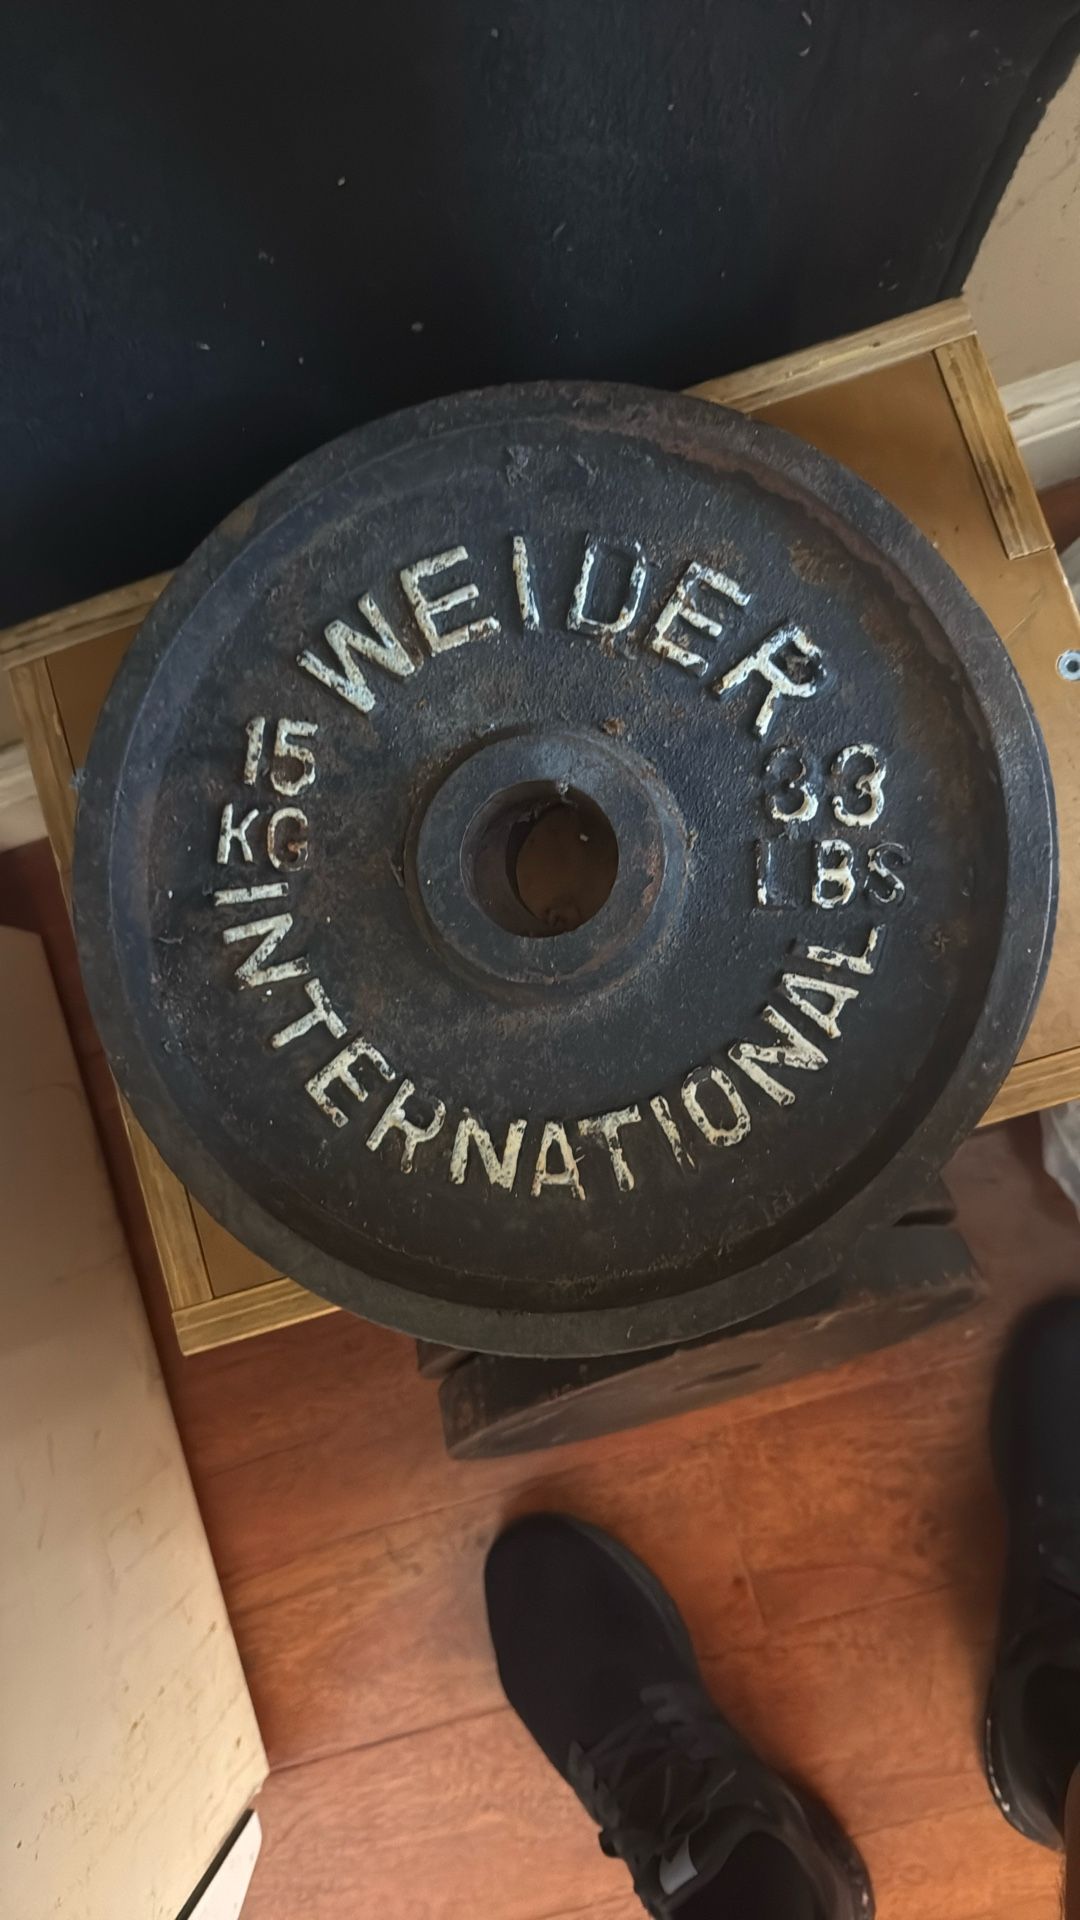 WEIDER
15 33
KG LBS
INTERNATIONAL